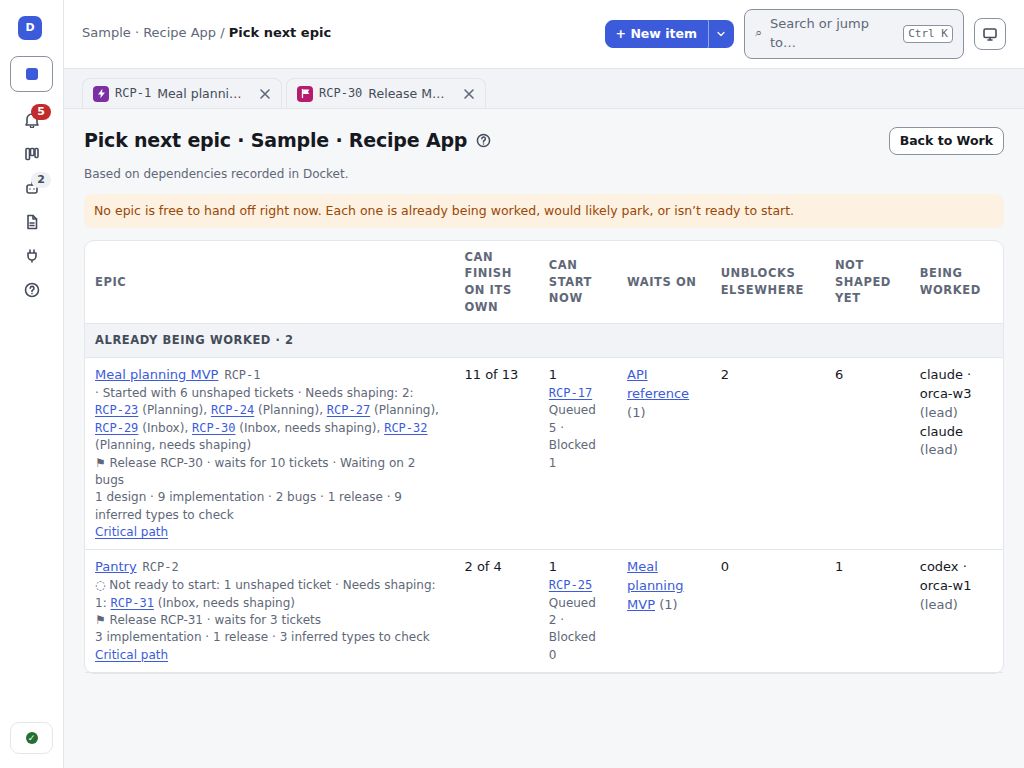 D
Sample · Recipe App / Pick next epic
+ New item
Search or jump to…
Ctrl K
5
2
RCP-1 Meal planni…
RCP-30 Release M…
Pick next epic · Sample · Recipe App
Back to Work
Based on dependencies recorded in Docket.
No epic is free to hand off right now. Each one is already being worked, would likely park, or isn’t ready to start.
EPIC
CAN FINISH ON ITS OWN
CAN START NOW
WAITS ON
UNBLOCKS ELSEWHERE
NOT SHAPED YET
BEING WORKED
ALREADY BEING WORKED · 2
Meal planning MVP RCP-1
· Started with 6 unshaped tickets · Needs shaping: 2:
RCP-23 (Planning), RCP-24 (Planning), RCP-27 (Planning),
RCP-29 (Inbox), RCP-30 (Inbox, needs shaping), RCP-32
(Planning, needs shaping)
⚑ Release RCP-30 · waits for 10 tickets · Waiting on 2
bugs
1 design · 9 implementation · 2 bugs · 1 release · 9
inferred types to check
Critical path
11 of 13
1
RCP-17
Queued
5 ·
Blocked
1
API
reference
(1)
2
6
claude ·
orca-w3
(lead)
claude
(lead)
Pantry RCP-2
◌ Not ready to start: 1 unshaped ticket · Needs shaping:
1: RCP-31 (Inbox, needs shaping)
⚑ Release RCP-31 · waits for 3 tickets
3 implementation · 1 release · 3 inferred types to check
Critical path
2 of 4
1
RCP-25
Queued
2 ·
Blocked
0
Meal
planning
MVP (1)
0
1
codex ·
orca-w1
(lead)